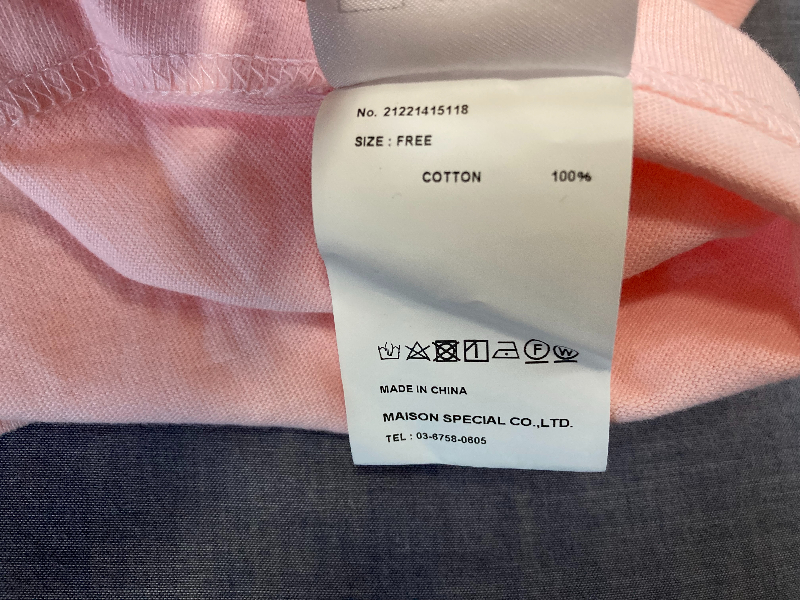 No. 21221415118
SIZE : FREE
COTTON 100%
F W
MADE IN CHINA
MAISON SPECIAL CO.,LTD.
TEL : 03-6758-0605